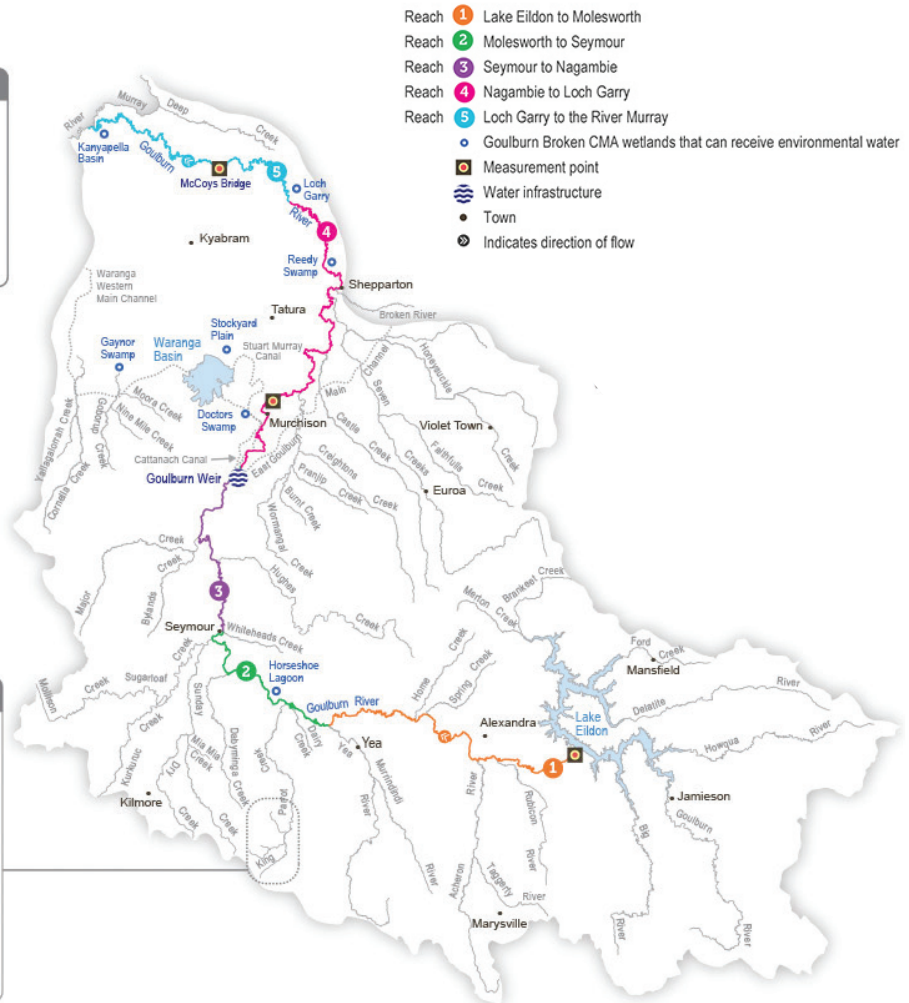 Reach 1 Lake Eildon to Molesworth
Reach 2 Molesworth to Seymour
Reach 3 Seymour to Nagambie
Reach 4 Nagambie to Loch Garry
Reach 5 Loch Garry to the River Murray
Goulburn Broken CMA wetlands that can receive environmental water
Measurement point
Water infrastructure
Town
Indicates direction of flow
River
Murray
Deep
Creek
Kanyapella
Basin
Goulburn
McCoys Bridge
5
Loch
Garry
River
4
Kyabram
Reedy
Swamp
Shepparton
Waranga
Western
Main Channel
Broken River
Tatura
Stockyard
Plain
Stuart Murray
Canal
Gaynor
Swamp
Waranga
Basin
Channel
Honeysuckle
Creek
Main
Seven
Creeks
Moora Creek
Nine Mile Creek
Doctors
Swamp
Murchison
Castle
Creek
Violet Town
Faithfulls
Creek
Yallagalorrah Creek
Goborup
Creek
Cornella Creek
Cattanach Canal
East Goulburn
Goulburn Weir
Creightons
Creek
Pranjip
Creek
Euroa
Burnt Creek
Wormangal
Creek
Major
Creek
Bylands
Creek
3
Hughes
Creek
Merton
Creek
Brankeet Creek
Seymour
Whiteheads Creek
Ford
Creek
Mansfield
Mollison
Creek
Sugarloaf
Creek
2
Horseshoe
Lagoon
Goulburn River
Home
Creek
Spring
Creek
Alexandra
Lake
Eildon
Delatite
River
Howqua
River
Sunday
Creek
Kurkuruc
Creek
Dry
Creek
Mia Mia
Creek
Dabyminga Creek
Dairy
Creek
Yea
Yea
River
Murrindindi
River
1
Jamieson
Kilmore
King
Parrot
Creek
River
Acheron
Rubicon
River
Taggerty
River
Marysville
Big
River
Goulburn
River